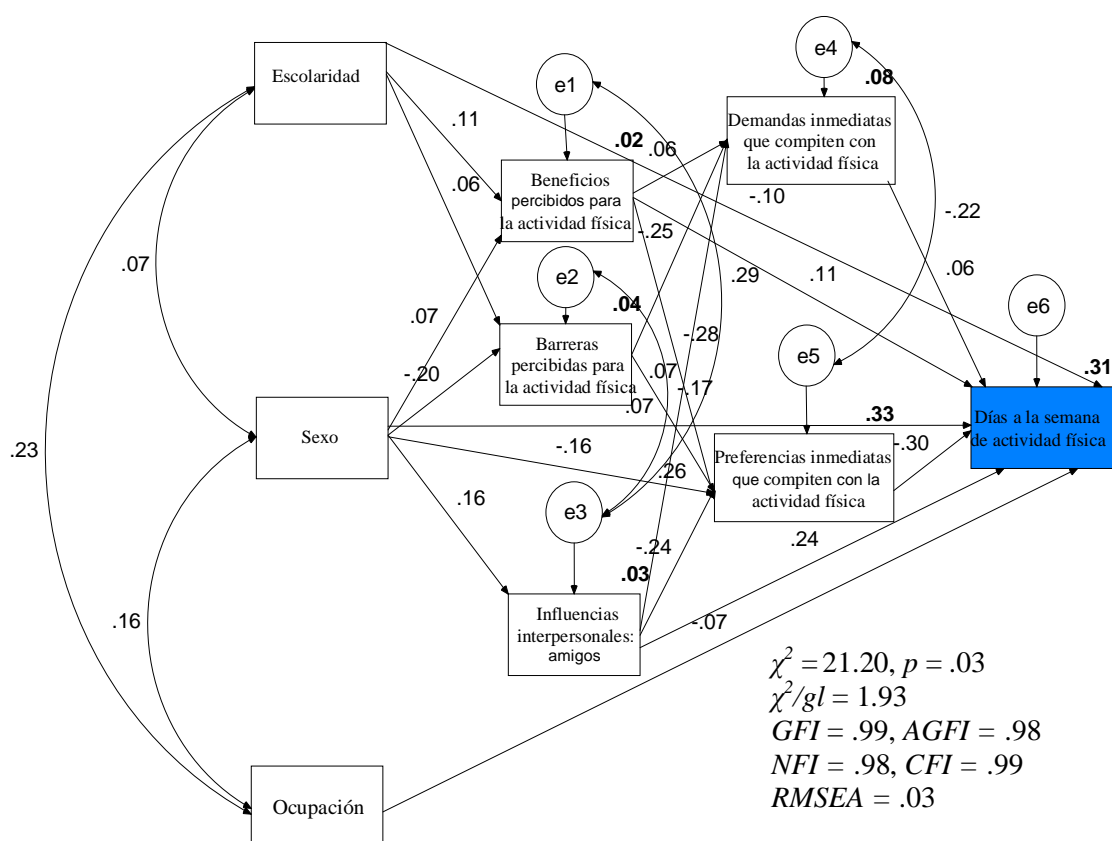 e4
.08
Escolaridad
e1
Demandas inmediatas
que compiten con
la actividad física
.11
.02
.06
Beneficios
percibidos para
la actividad física
.06
-.10
-.22
-.25
.07
e2
.29
.11
.06
e6
.04
.07
Barreras
percibidas para
la actividad física
-.28
e5
.31
-.20
.07
-.17
.07
.33
Días a la semana
de actividad física
Sexo
.23
-.16
-.30
Preferencias inmediatas
que compiten con la
actividad física
.26
.16
e3
-.24
.24
.03
Influencias
interpersonales:
amigos
.16
-.07
χ² = 21.20, p = .03
χ²/gl = 1.93
GFI = .99, AGFI = .98
NFI = .98, CFI = .99
RMSEA = .03
Ocupación